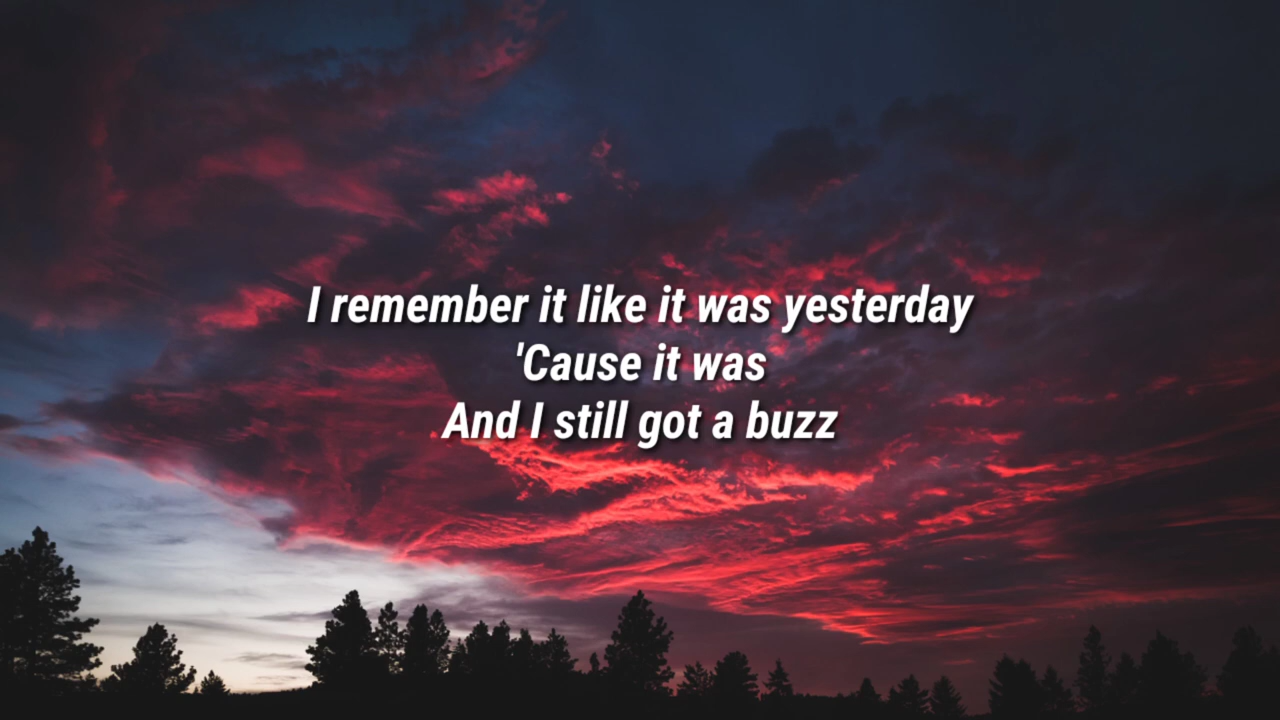 I remember it like it was yesterday
'Cause it was
And I still got a buzz